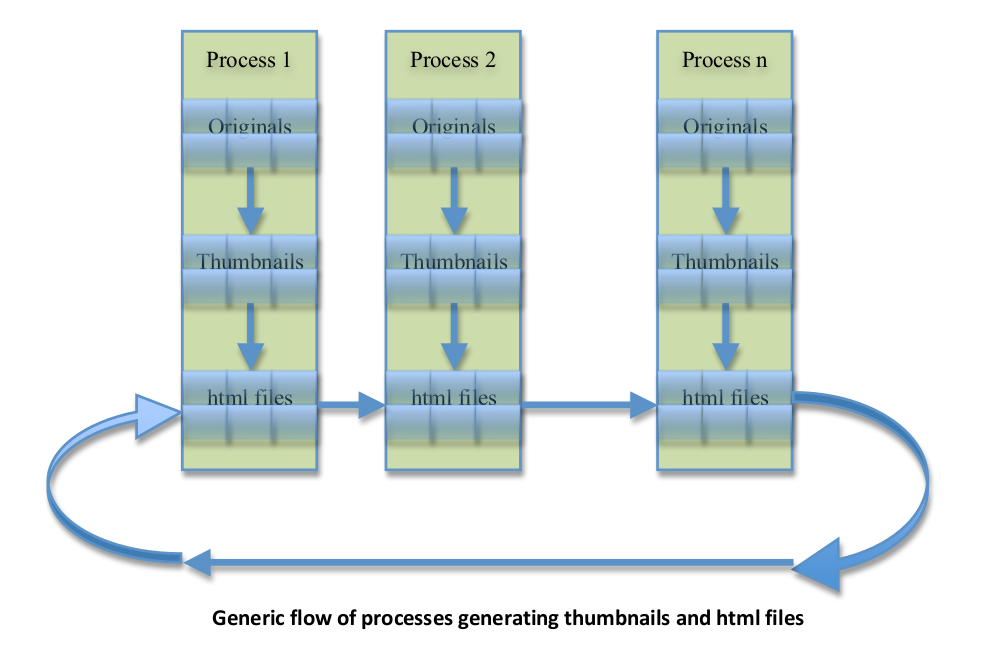 Process 1
Process 2
Process n
Originals
Originals
Originals
Thumbnails
Thumbnails
Thumbnails
html files
html files
html files
Generic flow of processes generating thumbnails and html files